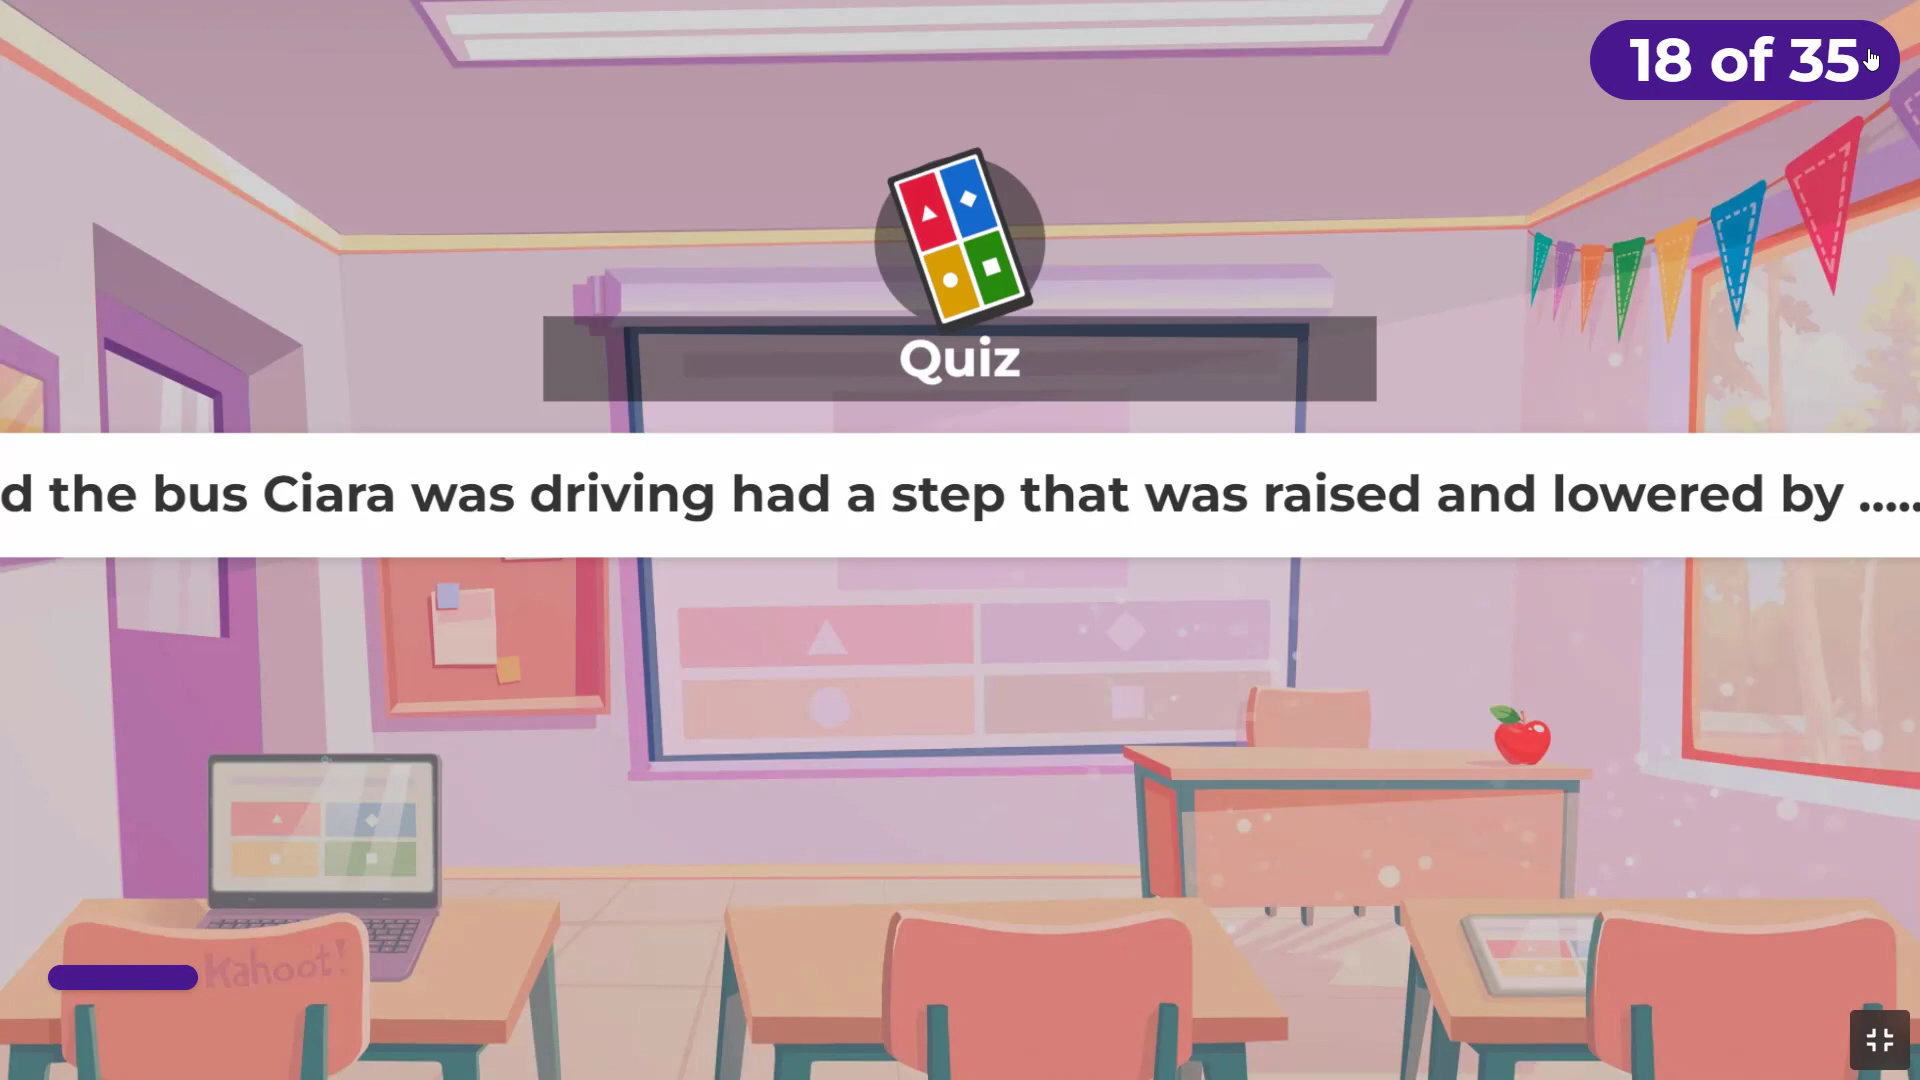 18 of 35
Quiz
d the bus Ciara was driving had a step that was raised and lowered by .....
Kahoot!